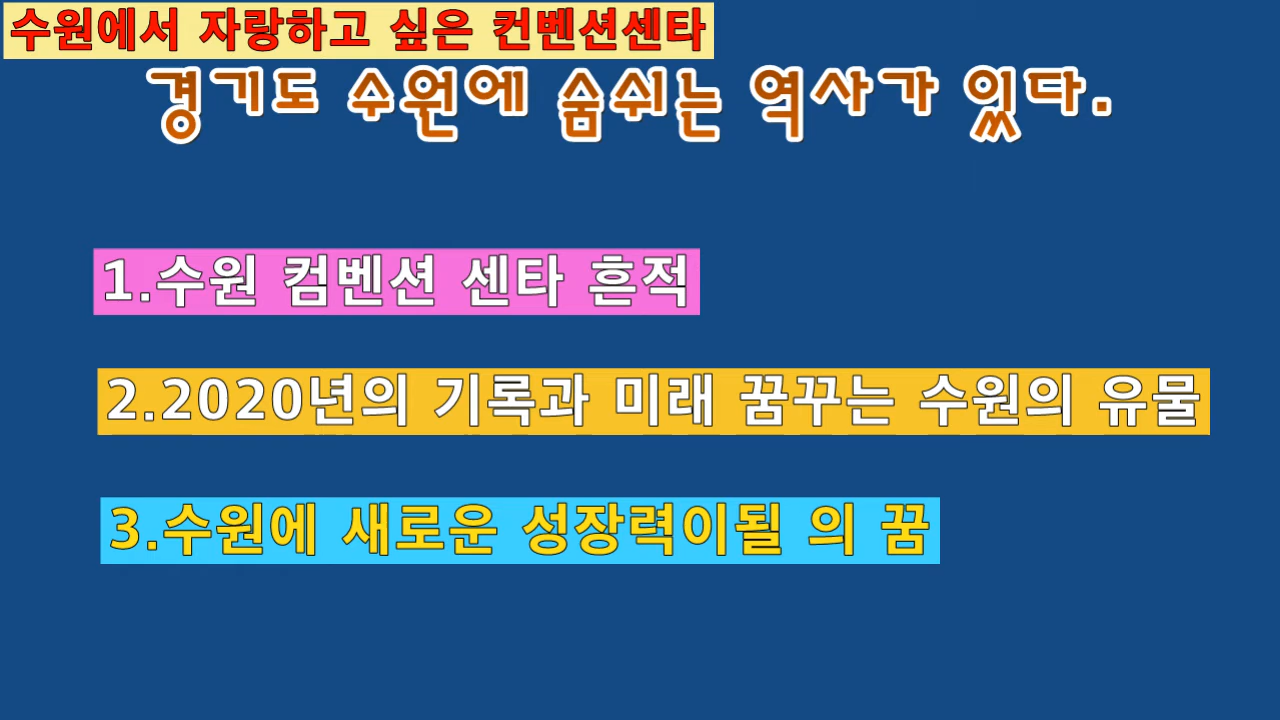 수원에서 자랑하고 싶은 컨벤션센타
경기도 수원에 숨쉬는 역사가 있다.
1.수원 컴벤션 센타 흔적
2.2020년의 기록과 미래 꿈꾸는 수원의 유물
3.수원에 새로운 성장력이될 의 꿈